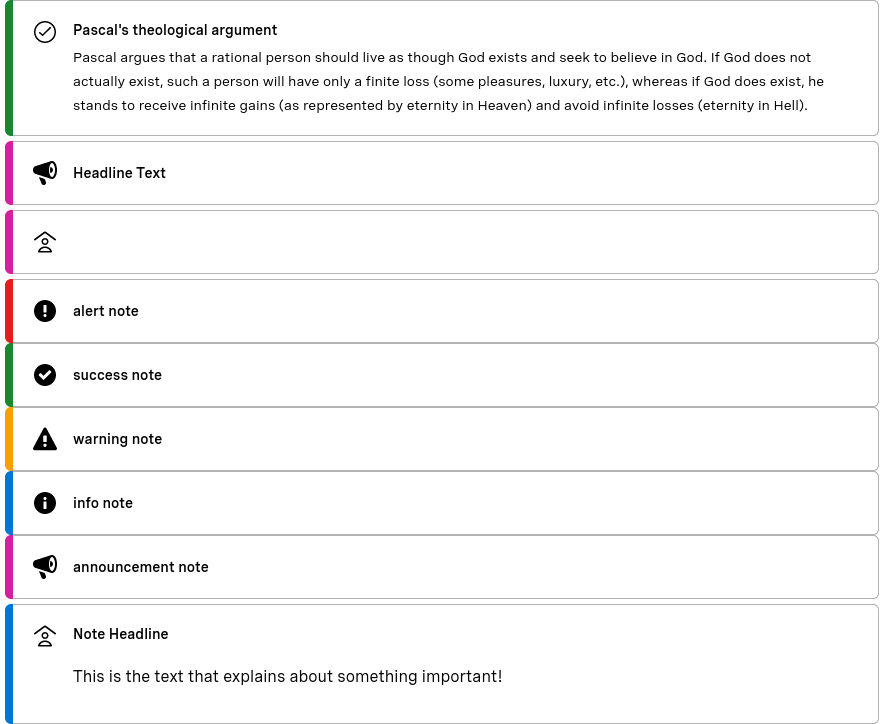 Pascal's theological argument
Pascal argues that a rational person should live as though God exists and seek to believe in God. If God does not
actually exist, such a person will have only a finite loss (some pleasures, luxury, etc.), whereas if God does exist, he
stands to receive infinite gains (as represented by eternity in Heaven) and avoid infinite losses (eternity in Hell).
Headline Text
alert note
success note
warning note
info note
announcement note
Note Headline
This is the text that explains about something important!